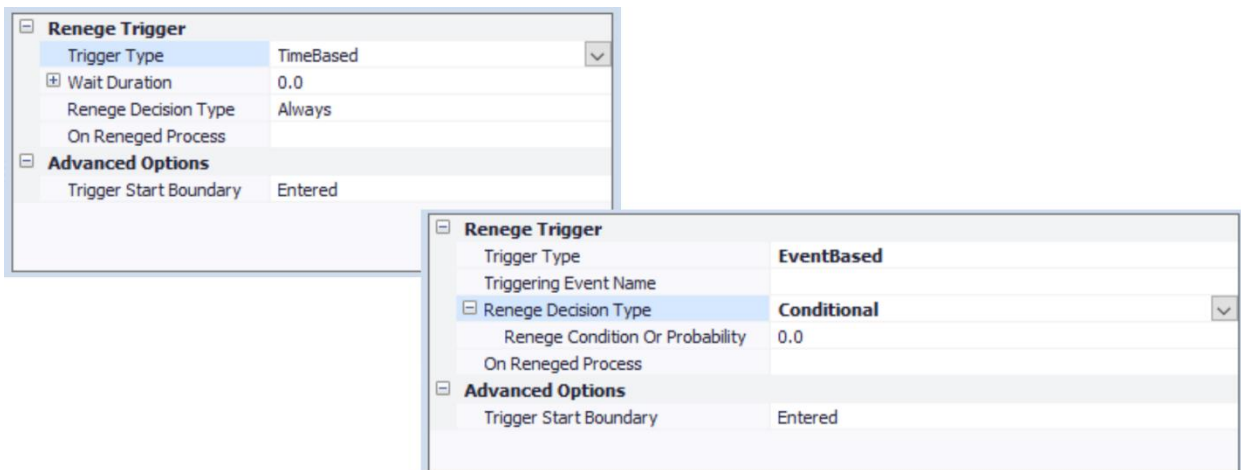 Renege Trigger
Trigger Type TimeBased
Wait Duration 0.0
Renege Decision Type Always
On Reneged Process
Advanced Options
Trigger Start Boundary Entered
Renege Trigger
Trigger Type EventBased
Triggering Event Name
Renege Decision Type Conditional
Renege Condition Or Probability 0.0
On Reneged Process
Advanced Options
Trigger Start Boundary Entered